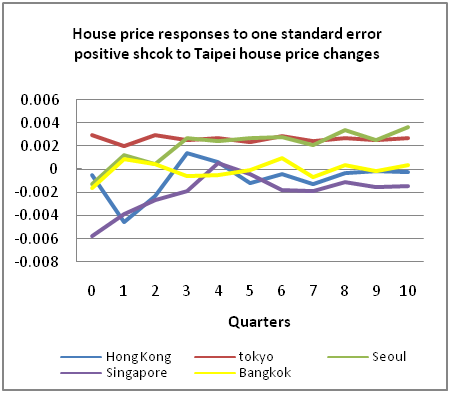 House price responses to one standard error
positive shcok to Taipei house price changes
0.006
0.004
0.002
0
-0.002
-0.004
-0.006
-0.008
0 1 2 3 4 5 6 7 8 9 10
Quarters
Hong Kong tokyo Seoul
Singapore Bangkok